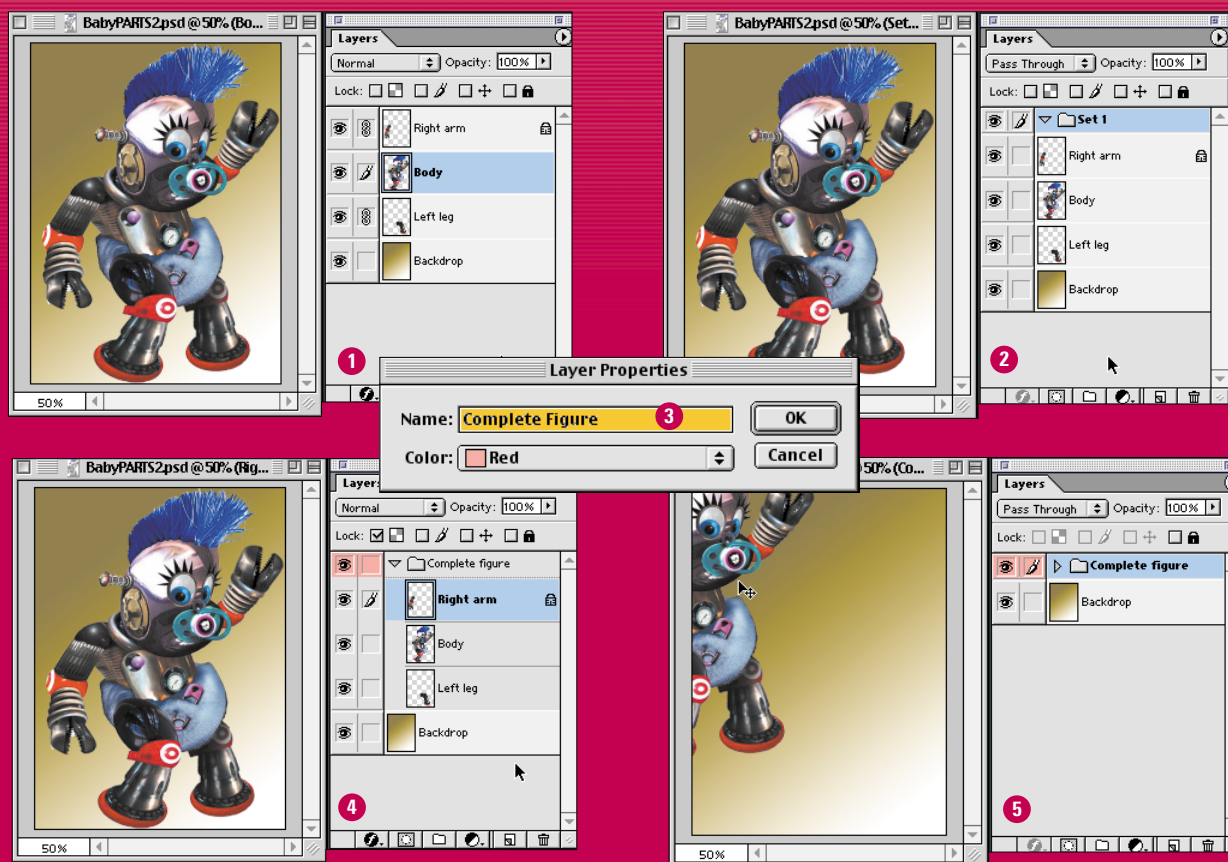 BabyPARTS2.psd @ 50% (Bo...
Layers
Normal
Opacity: 100%
Lock:
Right arm
Body
Left leg
Backdrop
1
50%
BabyPARTS2.psd @ 50% (Set...
Layers
Pass Through
Opacity: 100%
Lock:
Set 1
Right arm
Body
Left leg
Backdrop
2
Layer Properties
Name: Complete Figure
3
OK
Color: Red
Cancel
BabyPARTS2.psd @ 50% (Rig...
Layers
Normal
Opacity: 100%
Lock:
Complete figure
Right arm
Body
Left leg
Backdrop
4
50%
50% (Co...
Layers
Pass Through
Opacity: 100%
Lock:
Complete figure
Backdrop
5
50%